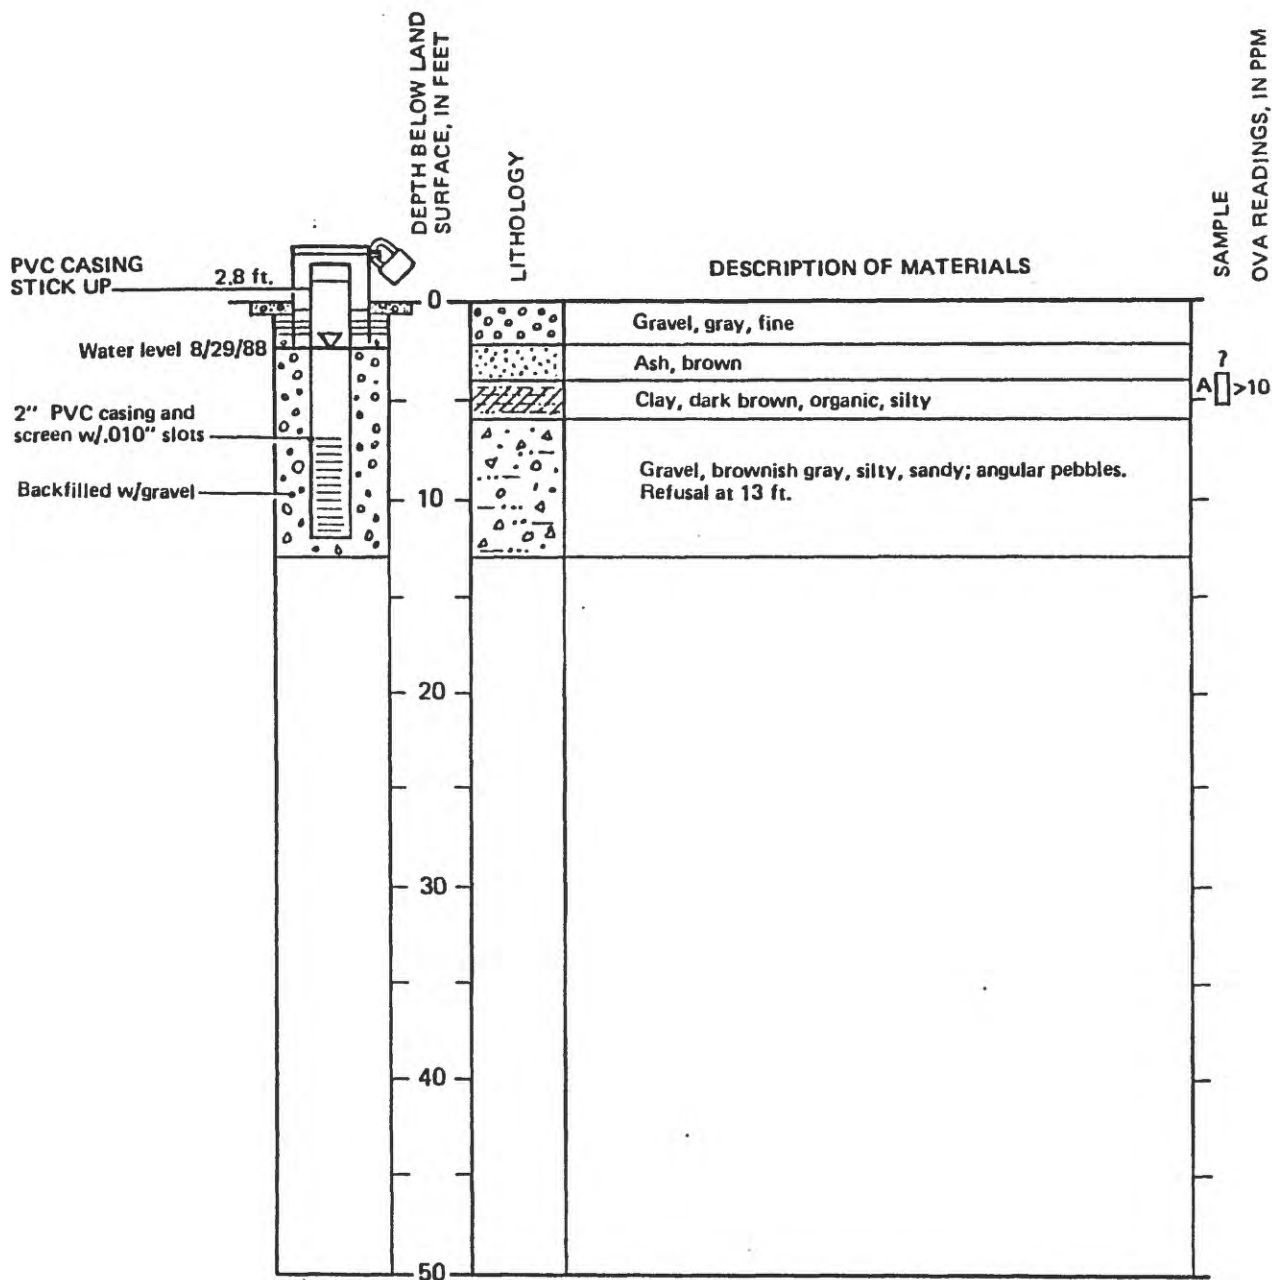 DEPTH BELOW LAND
SURFACE, IN FEET
LITHOLOGY
DESCRIPTION OF MATERIALS
SAMPLE
OVA READINGS, IN PPM
PVC CASING
STICK UP
2.8 ft.
0
Gravel, gray, fine
Water level 8/29/88
Ash, brown
?
A
>10
Clay, dark brown, organic, silty
2" PVC casing and
screen w/.010" slots
Gravel, brownish gray, silty, sandy; angular pebbles.
Refusal at 13 ft.
Backfilled w/gravel
10
20
30
40
50